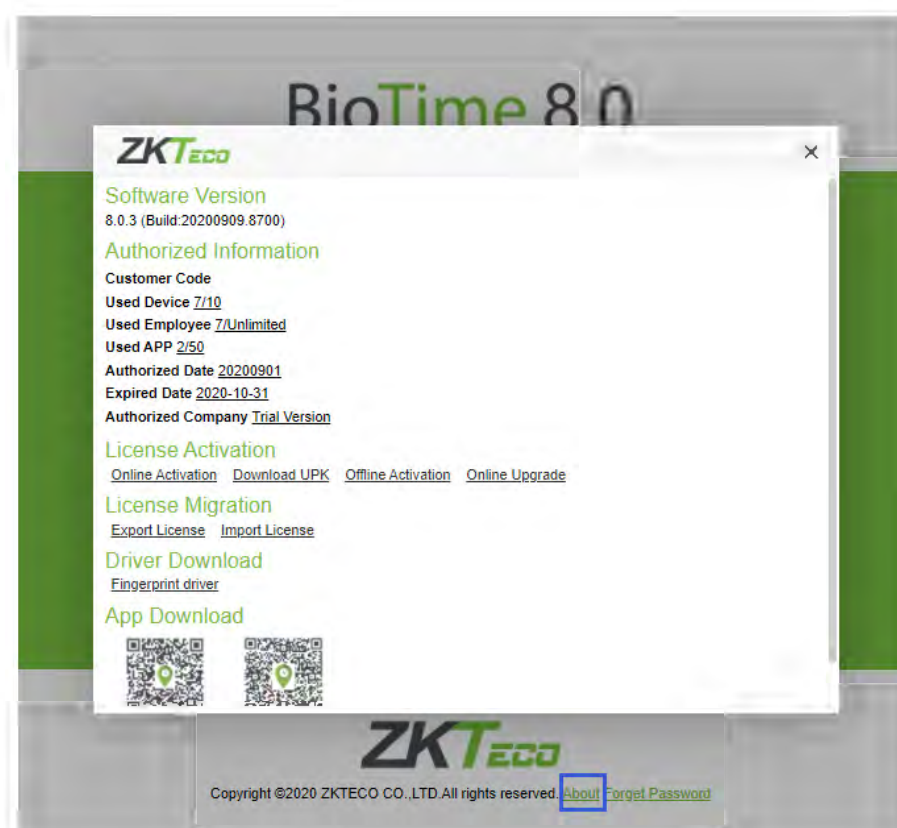 BioTime 8.0
ZKTECO
×
Software Version
8.0.3 (Build:20200909.8700)
Authorized Information
Customer Code
Used Device 7/10
Used Employee 7/Unlimited
Used APP 2/50
Authorized Date 20200901
Expired Date 2020-10-31
Authorized Company Trial Version
License Activation
Online Activation Download UPK Offline Activation Online Upgrade
License Migration
Export License Import License
Driver Download
Fingerprint driver
App Download
ZKTECO
Copyright ©2020 ZKTECO CO.,LTD.All rights reserved. About Forget Password